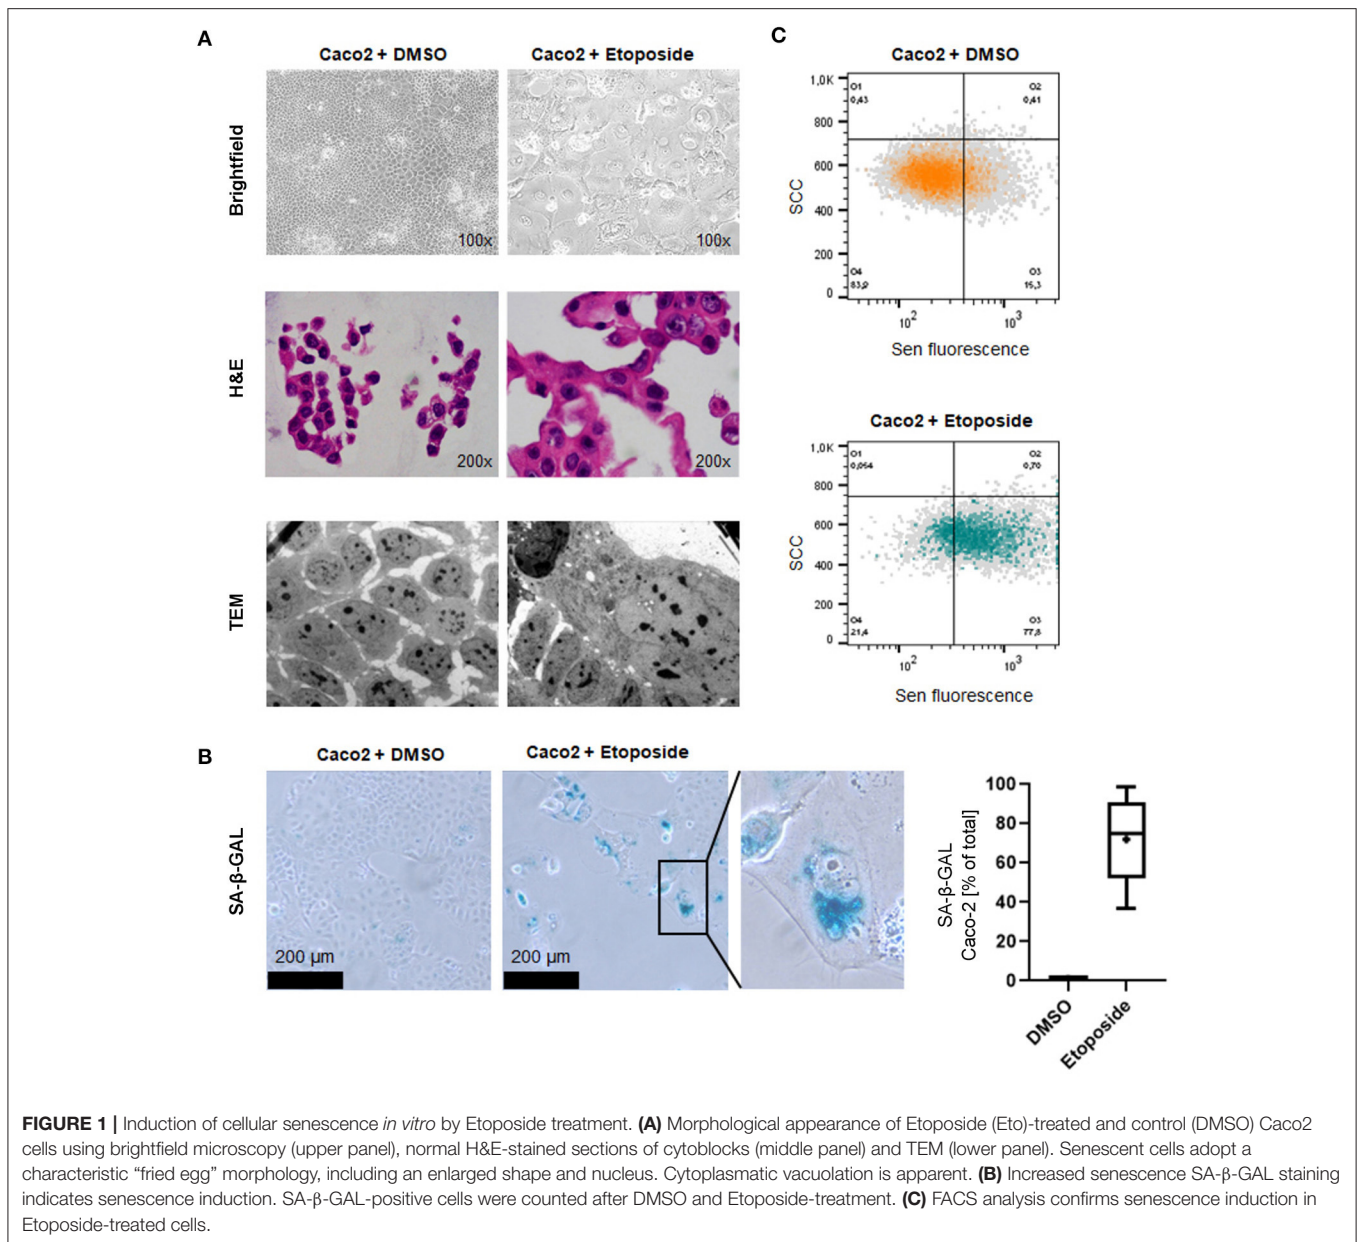 A
Caco2 + DMSO
Caco2 + Etoposide
Brightfield
100x
100x
H&E
200x
200x
TEM
B
Caco2 + DMSO
Caco2 + Etoposide
SA-β-GAL
200 µm
200 µm
SA-β-GAL
Caco-2 [% of total]
100
80
60
40
20
0
DMSO
Etoposide
C
Caco2 + DMSO
1,0K
800
600
400
200
0
SCC
Q1
0,43
Q2
0,41
Q4
83,9
Q3
15,3
10²
10³
Sen fluorescence
Caco2 + Etoposide
1,0K
800
600
400
200
0
SCC
Q1
0,054
Q2
0,70
Q4
21,4
Q3
77,8
10²
10³
Sen fluorescence
FIGURE 1 | Induction of cellular senescence in vitro by Etoposide treatment. (A) Morphological appearance of Etoposide (Eto)-treated and control (DMSO) Caco2
cells using brightfield microscopy (upper panel), normal H&E-stained sections of cytoblocks (middle panel) and TEM (lower panel). Senescent cells adopt a
characteristic “fried egg” morphology, including an enlarged shape and nucleus. Cytoplasmatic vacuolation is apparent. (B) Increased senescence SA-β-GAL staining
indicates senescence induction. SA-β-GAL-positive cells were counted after DMSO and Etoposide-treatment. (C) FACS analysis confirms senescence induction in
Etoposide-treated cells.